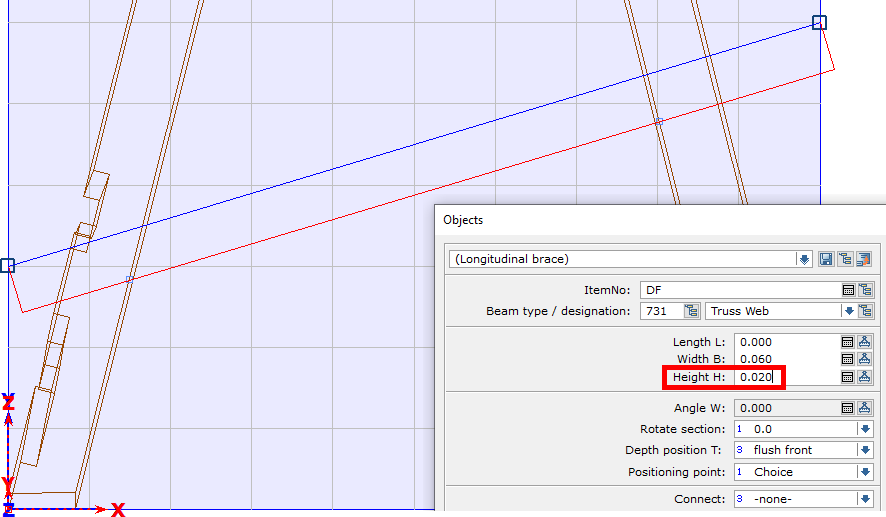 Objects
(Longitudinal brace)
ItemNo: DF
Beam type / designation: 731 Truss Web
Length L: 0.000
Width B: 0.060
Height H: 0.020
Angle W: 0.000
Rotate section: 1 0.0
Depth position T: 3 flush front
Positioning point: 1 Choice
Connect: 3 -none-
Z
Y
Z X